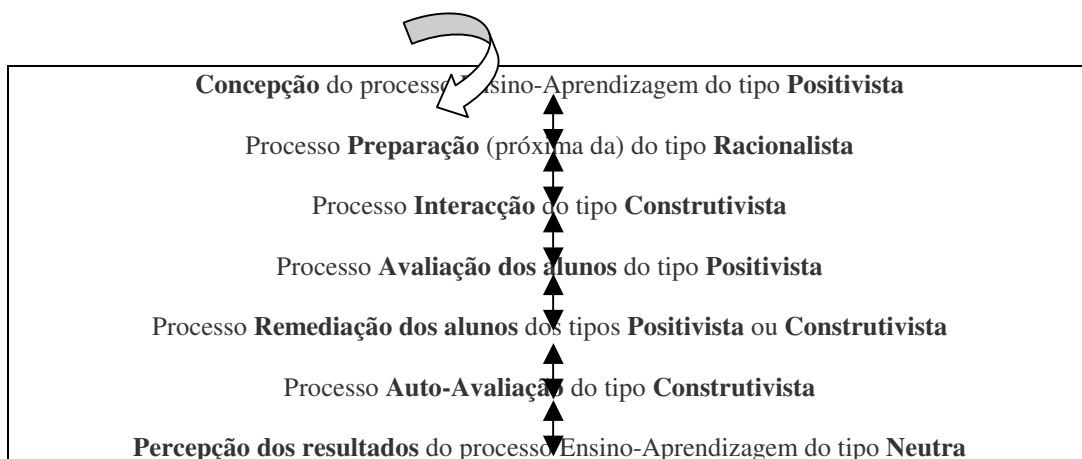 Concepção do processo Ensino-Aprendizagem do tipo Positivista
Processo Preparação (próxima da) do tipo Racionalista
Processo Interacção do tipo Construtivista
Processo Avaliação dos alunos do tipo Positivista
Processo Remediação dos alunos dos tipos Positivista ou Construtivista
Processo Auto-Avaliação do tipo Construtivista
Percepção dos resultados do processo Ensino-Aprendizagem do tipo Neutra